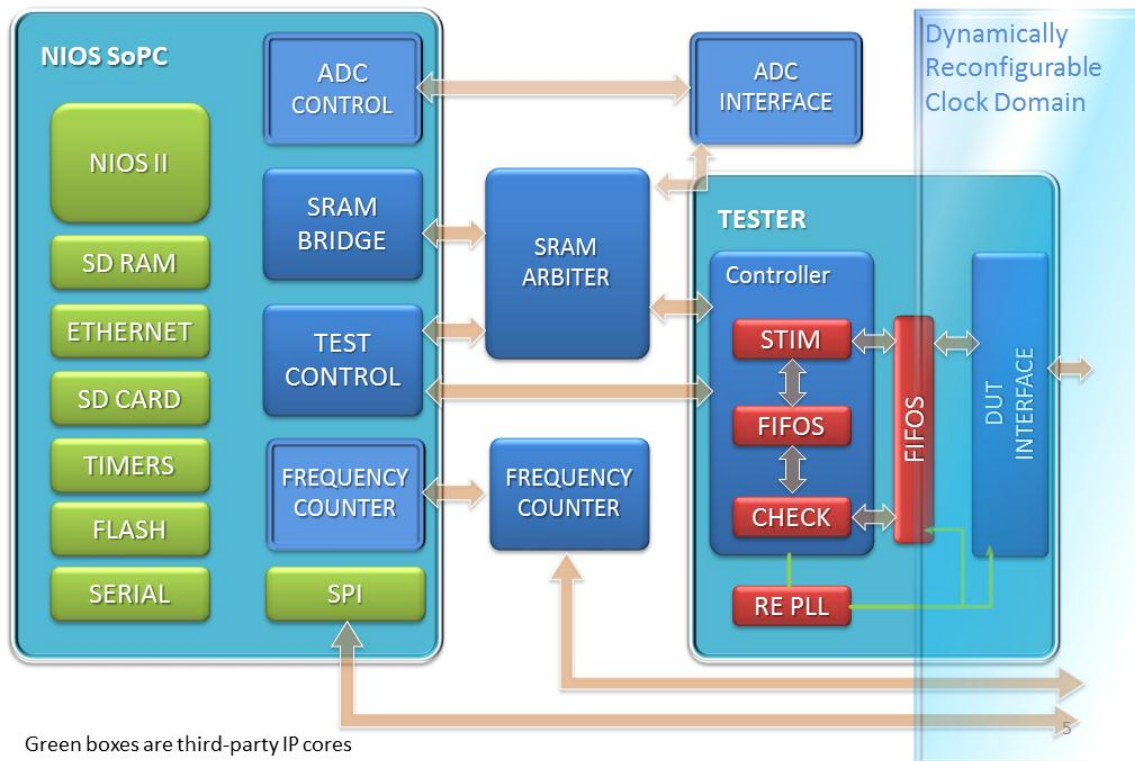 NIOS SoPC
NIOS II
SD RAM
ETHERNET
SD CARD
TIMERS
FLASH
SERIAL
ADC
CONTROL
SRAM
BRIDGE
TEST
CONTROL
FREQUENCY
COUNTER
SPI
SRAM
ARBITER
FREQUENCY
COUNTER
ADC
INTERFACE
Dynamically
Reconfigurable
Clock Domain
TESTER
Controller
STIM
FIFOS
CHECK
RE PLL
FIFOS
DUT
INTERFACE
5
Green boxes are third-party IP cores